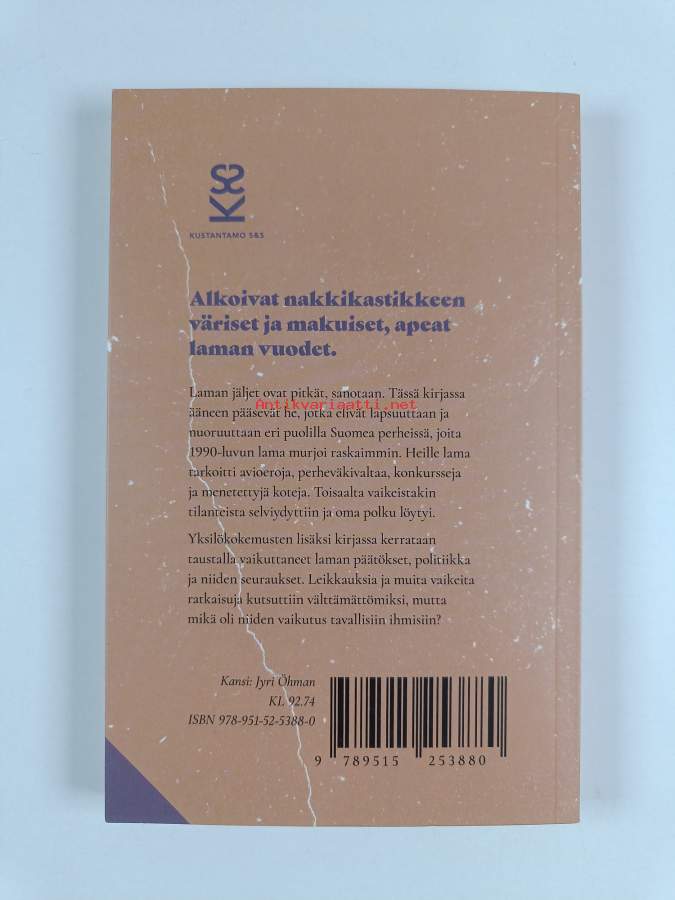 KS
KUSTANTAMO S&S
Alkoivat nakkikastikkeen
väriset ja makuiset, apeat
laman vuodet.
Laman jäljet ovat pitkät, sanotaan. Tässä kirjassa
Antikvariaatti.net
ääneen pääsevät he, jotka elivät lapsuuttaan ja
nuoruuttaan eri puolilla Suomea perheissä, joita
1990-luvun lama murjoi raskaimmin. Heille lama
tarkoitti avioeroja, perheväkivaltaa, konkursseja
ja menetettyjä koteja. Toisaalta vaikeistakin
tilanteista selviydyttiin ja oma polku löytyi.
Yksilökokemusten lisäksi kirjassa kerrataan
taustalla vaikuttaneet laman päätökset, politiikka
ja niiden seuraukset. Leikkauksia ja muita vaikeita
ratkaisuja kutsuttiin välttämättömiksi, mutta
mikä oli niiden vaikutus tavallisiin ihmisiin?
Kansi: Jyri Öhman
KL 92.74
ISBN 978-951-52-5388-0
9 789515 253880